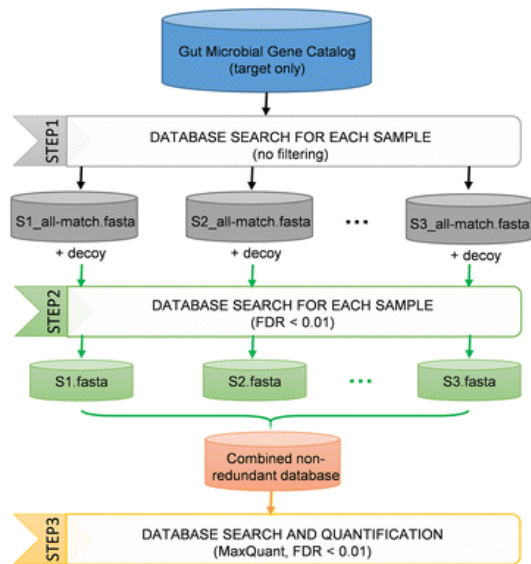 Gut Microbial Gene Catalog
(target only)
STEP1
DATABASE SEARCH FOR EACH SAMPLE
(no filtering)
S1_all-match.fasta
S2_all-match.fasta
...
S3_all-match.fasta
+ decoy
+ decoy
+ decoy
STEP2
DATABASE SEARCH FOR EACH SAMPLE
(FDR < 0.01)
S1.fasta
S2.fasta
...
S3.fasta
Combined non-
redundant database
STEP3
DATABASE SEARCH AND QUANTIFICATION
(MaxQuant, FDR < 0.01)